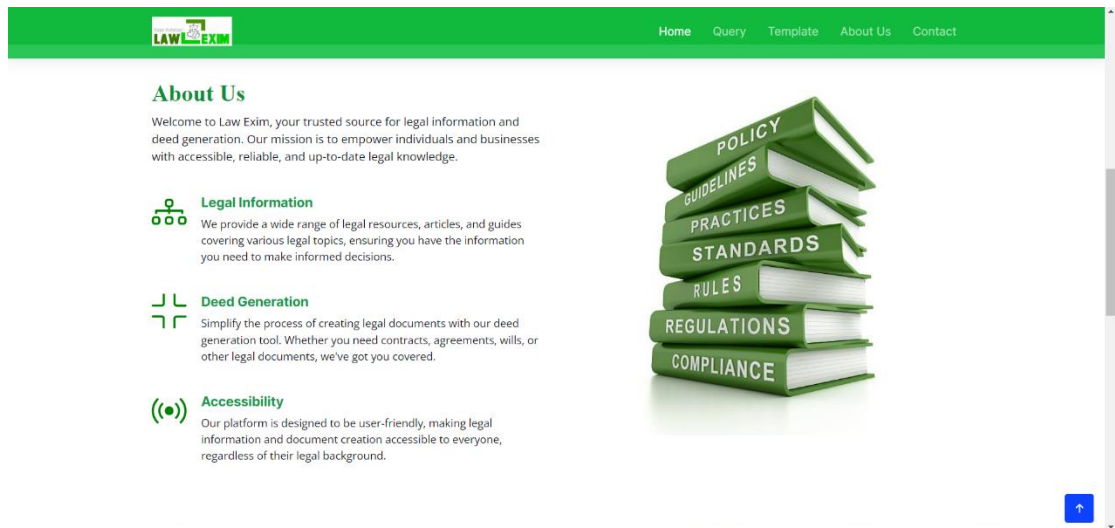 LAW EXIM
Home Query Template About Us Contact
About Us
Welcome to Law Exim, your trusted source for legal information and
deed generation. Our mission is to empower individuals and businesses
with accessible, reliable, and up-to-date legal knowledge.
Legal Information
We provide a wide range of legal resources, articles, and guides
covering various legal topics, ensuring you have the information
you need to make informed decisions.
Deed Generation
Simplify the process of creating legal documents with our deed
generation tool. Whether you need contracts, agreements, wills, or
other legal documents, we've got you covered.
Accessibility
Our platform is designed to be user-friendly, making legal
information and document creation accessible to everyone,
regardless of their legal background.
POLICY
GUIDELINES
PRACTICES
STANDARDS
RULES
REGULATIONS
COMPLIANCE